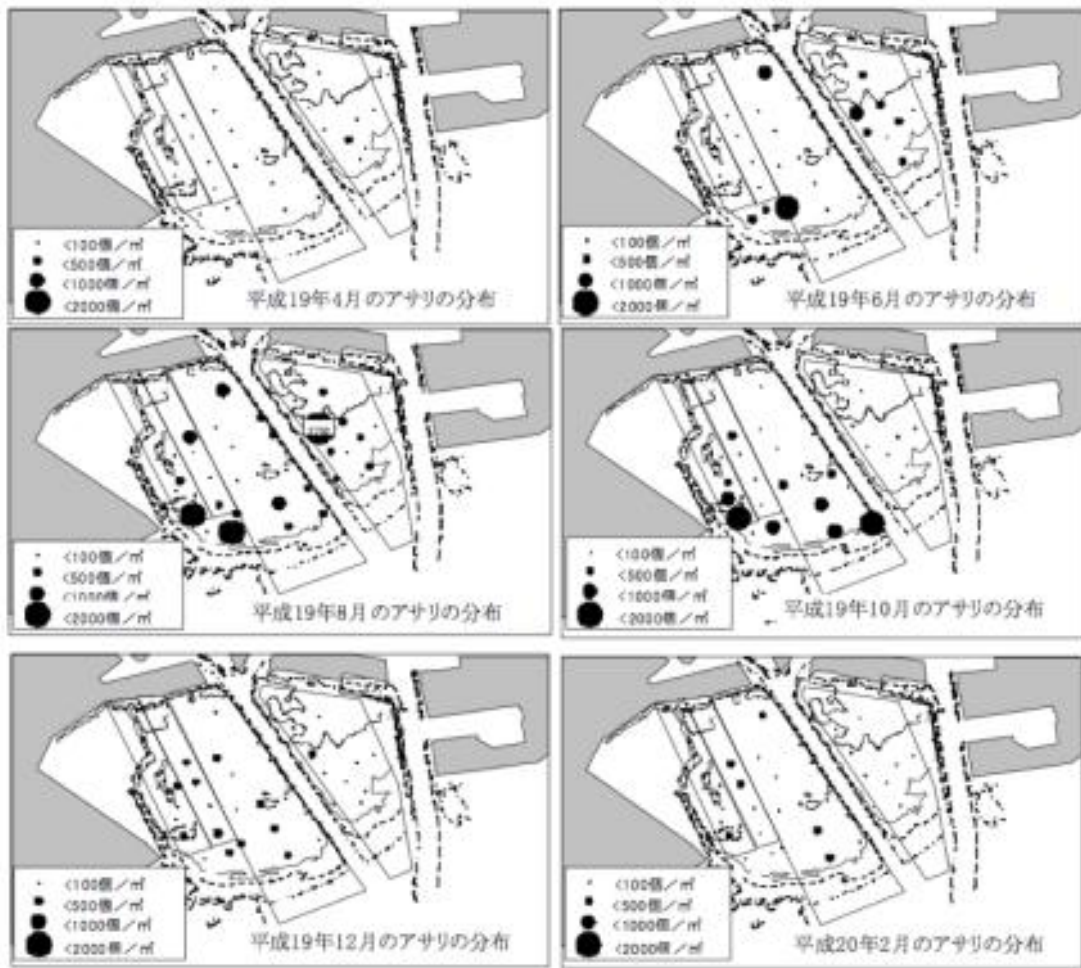 <100個/㎡
<500個/㎡
<1000個/㎡
<2000個/㎡
平成19年4月のアサリの分布
<100個/㎡
<500個/㎡
<1000個/㎡
<2000個/㎡
平成19年6月のアサリの分布
<100個/㎡
<500個/㎡
<1000個/㎡
<2000個/㎡
平成19年8月のアサリの分布
<100個/㎡
<500個/㎡
<1000個/㎡
<2000個/㎡
平成19年10月のアサリの分布
<100個/㎡
<500個/㎡
<1000個/㎡
<2000個/㎡
平成19年12月のアサリの分布
<100個/㎡
<500個/㎡
<1000個/㎡
<2000個/㎡
平成20年2月のアサリの分布